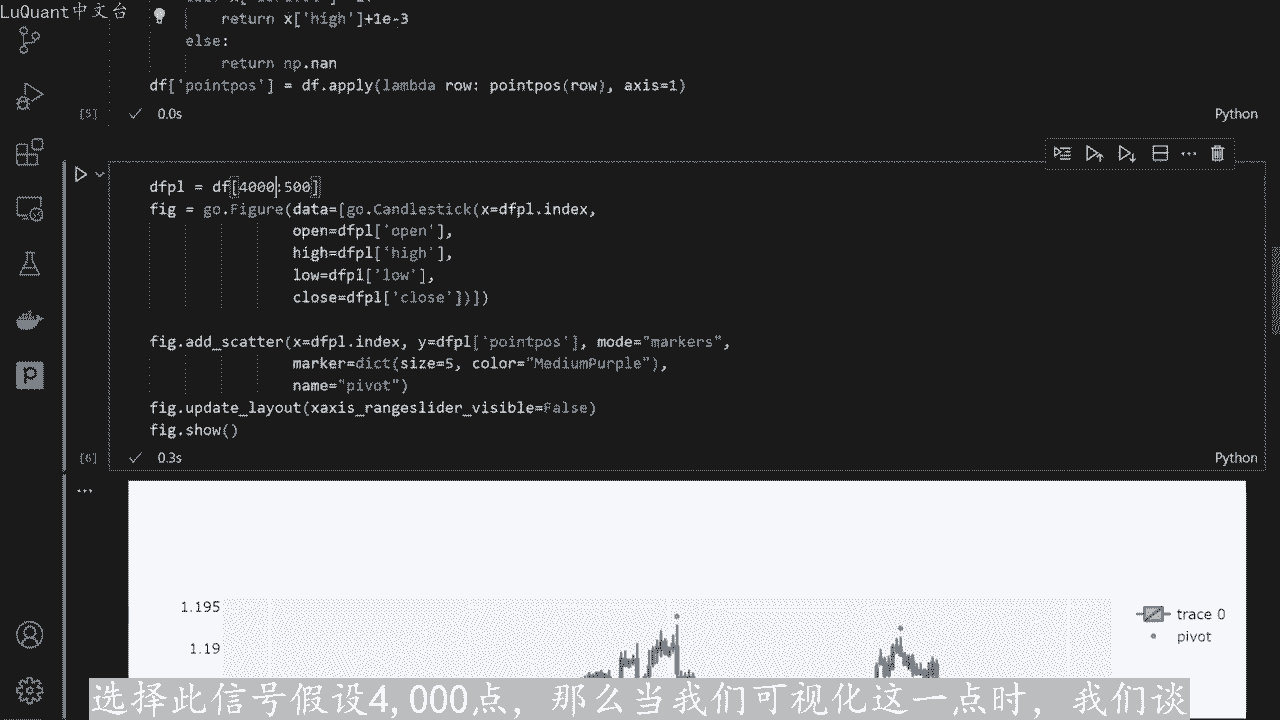 LuQuant中文台
return x['high']+1e-3
else:
return np.nan
df['pointpos'] = df.apply(lambda row: pointpos(row), axis=1)
[5]
0.0s
Python
dfpl = df[4000:500]
fig = go.Figure(data=[go.Candlestick(x=dfpl.index,
open=dfpl['open'],
high=dfpl['high'],
low=dfpl['low'],
close=dfpl['close'])])
fig.add_scatter(x=dfpl.index, y=dfpl['pointpos'], mode="markers",
marker=dict(size=5, color="MediumPurple"),
name="pivot")
fig.update_layout(xaxis_rangeslider_visible=False)
fig.show()
[6]
0.3s
Python
1.195
trace 0
pivot
1.19
选择此信号假设4,000点，那么当我们可视化这一点时，我们谈